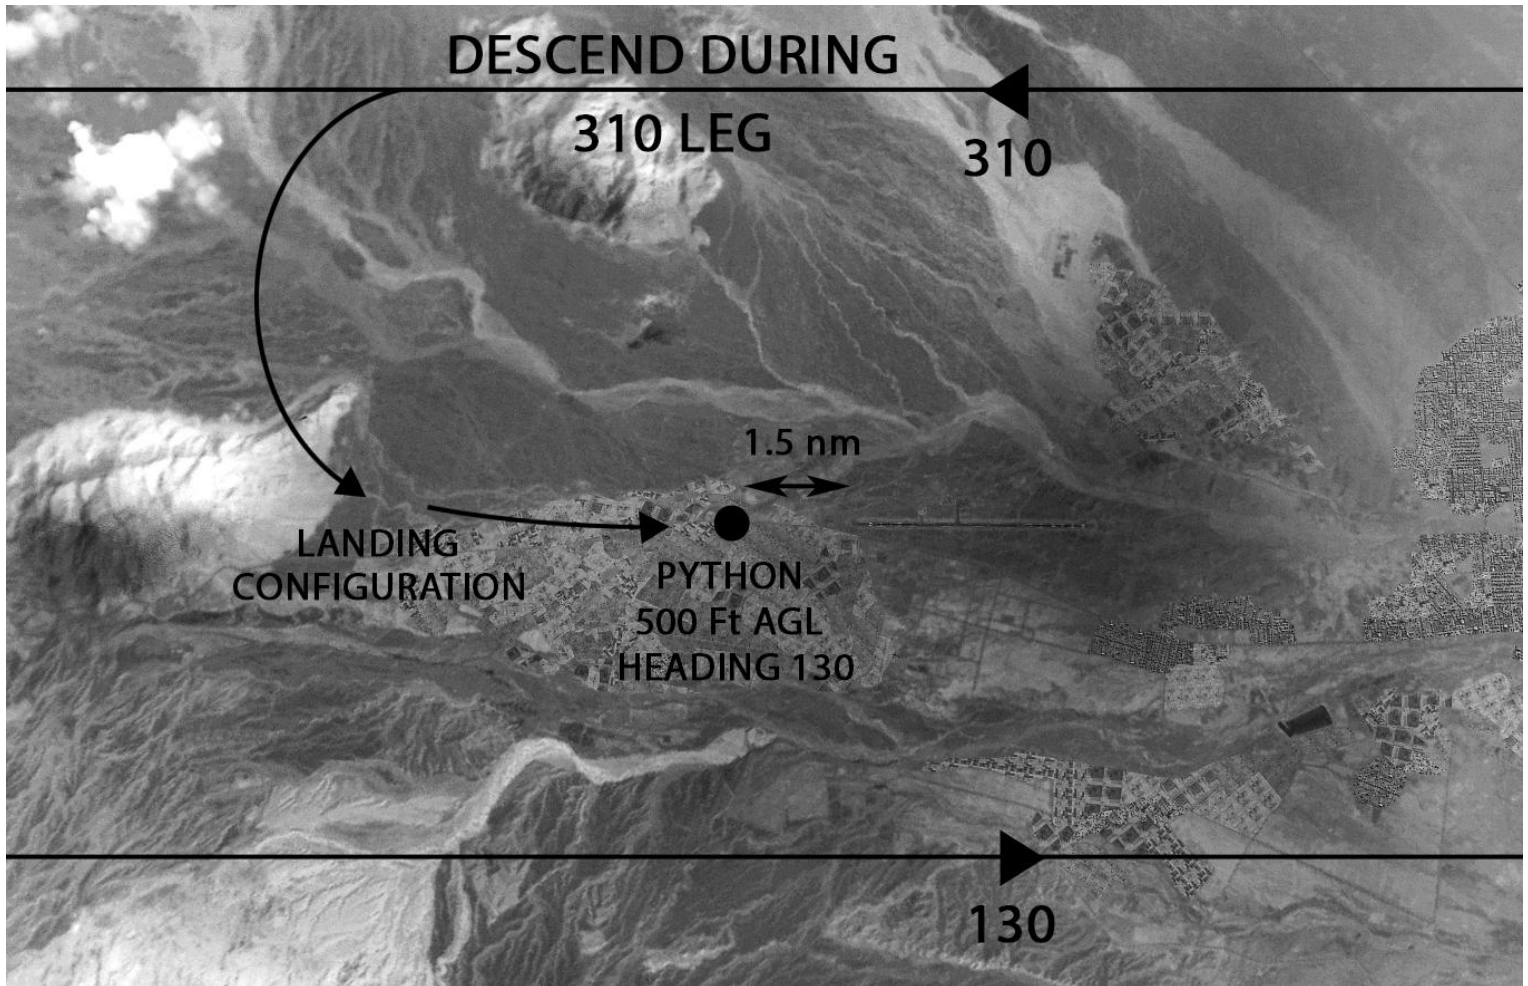 DESCEND DURING
310 LEG
310
1.5 nm
LANDING
CONFIGURATION
PYTHON
500 Ft AGL
HEADING 130
130